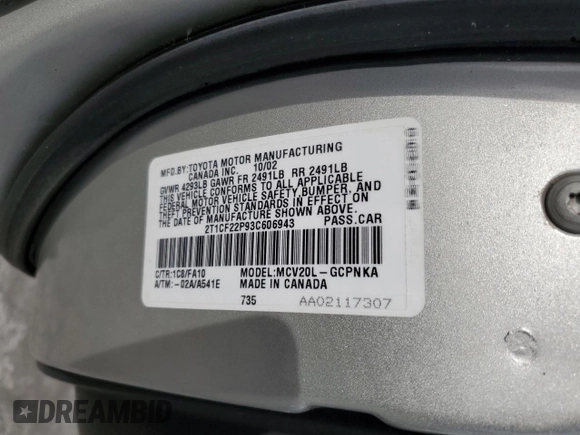 MFD.BY:TOYOTA MOTOR MANUFACTURING
CANADA INC. 10/02
GVWR 4293LB GAWR FR 2491LB RR 2491LB
THIS VEHICLE CONFORMS TO ALL APPLICABLE
FEDERAL MOTOR VEHICLE SAFETY,BUMPER, AND
THEFT PREVENTION STANDARDS IN EFFECT ON
THE DATE OF MANUFACTURE SHOWN ABOVE.
2T1CF22P93C606943 PASS.CAR
C/TR:1C8/FA10 MODEL:MCV20L-GCPNKA
A/TM:-02A/A541E MADE IN CANADA
735 AA02117307
DREAMBID